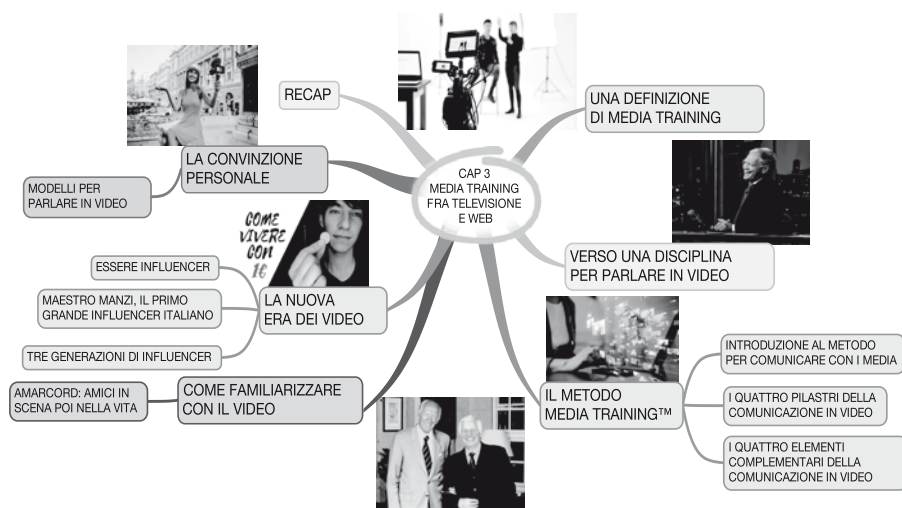 CAP 3
MEDIA TRAINING
FRA TELEVISIONE
E WEB
UNA DEFINIZIONE
DI MEDIA TRAINING
VERSO UNA DISCIPLINA
PER PARLARE IN VIDEO
IL METODO
MEDIA TRAINING™
INTRODUZIONE AL METODO
PER COMUNICARE CON I MEDIA
I QUATTRO PILASTRI DELLA
COMUNICAZIONE IN VIDEO
I QUATTRO ELEMENTI
COMPLEMENTARI DELLA
COMUNICAZIONE IN VIDEO
COME FAMILIARIZZARE
CON IL VIDEO
AMARCORD: AMICI IN
SCENA POI NELLA VITA
LA NUOVA
ERA DEI VIDEO
ESSERE INFLUENCER
MAESTRO MANZI, IL PRIMO
GRANDE INFLUENCER ITALIANO
TRE GENERAZIONI DI INFLUENCER
COME
VIVERE
CON
1€
LA CONVINZIONE
PERSONALE
MODELLI PER
PARLARE IN VIDEO
RECAP